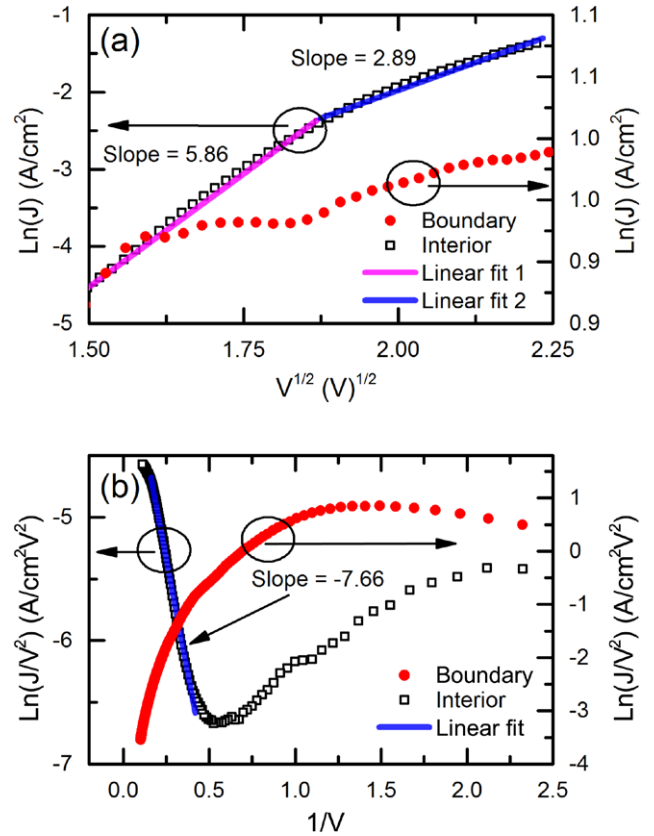 (a)
-1
-2
-3
-4
-5
Ln(J) (A/cm²)
Slope = 2.89
Slope = 5.86
Boundary
Interior
Linear fit 1
Linear fit 2
1.1
1.1
1.0
1.0
0.9
0.9
Ln(J) (A/cm²)
1.50 1.75 2.00 2.25
V^1/2 (V)^1/2
(b)
-5
-6
-7
Ln(J/V²) (A/cm²V²)
Slope = -7.66
Boundary
Interior
Linear fit
1
0
-1
-2
-3
-4
Ln(J/V²) (A/cm²V²)
0.0 0.5 1.0 1.5 2.0 2.5
1/V